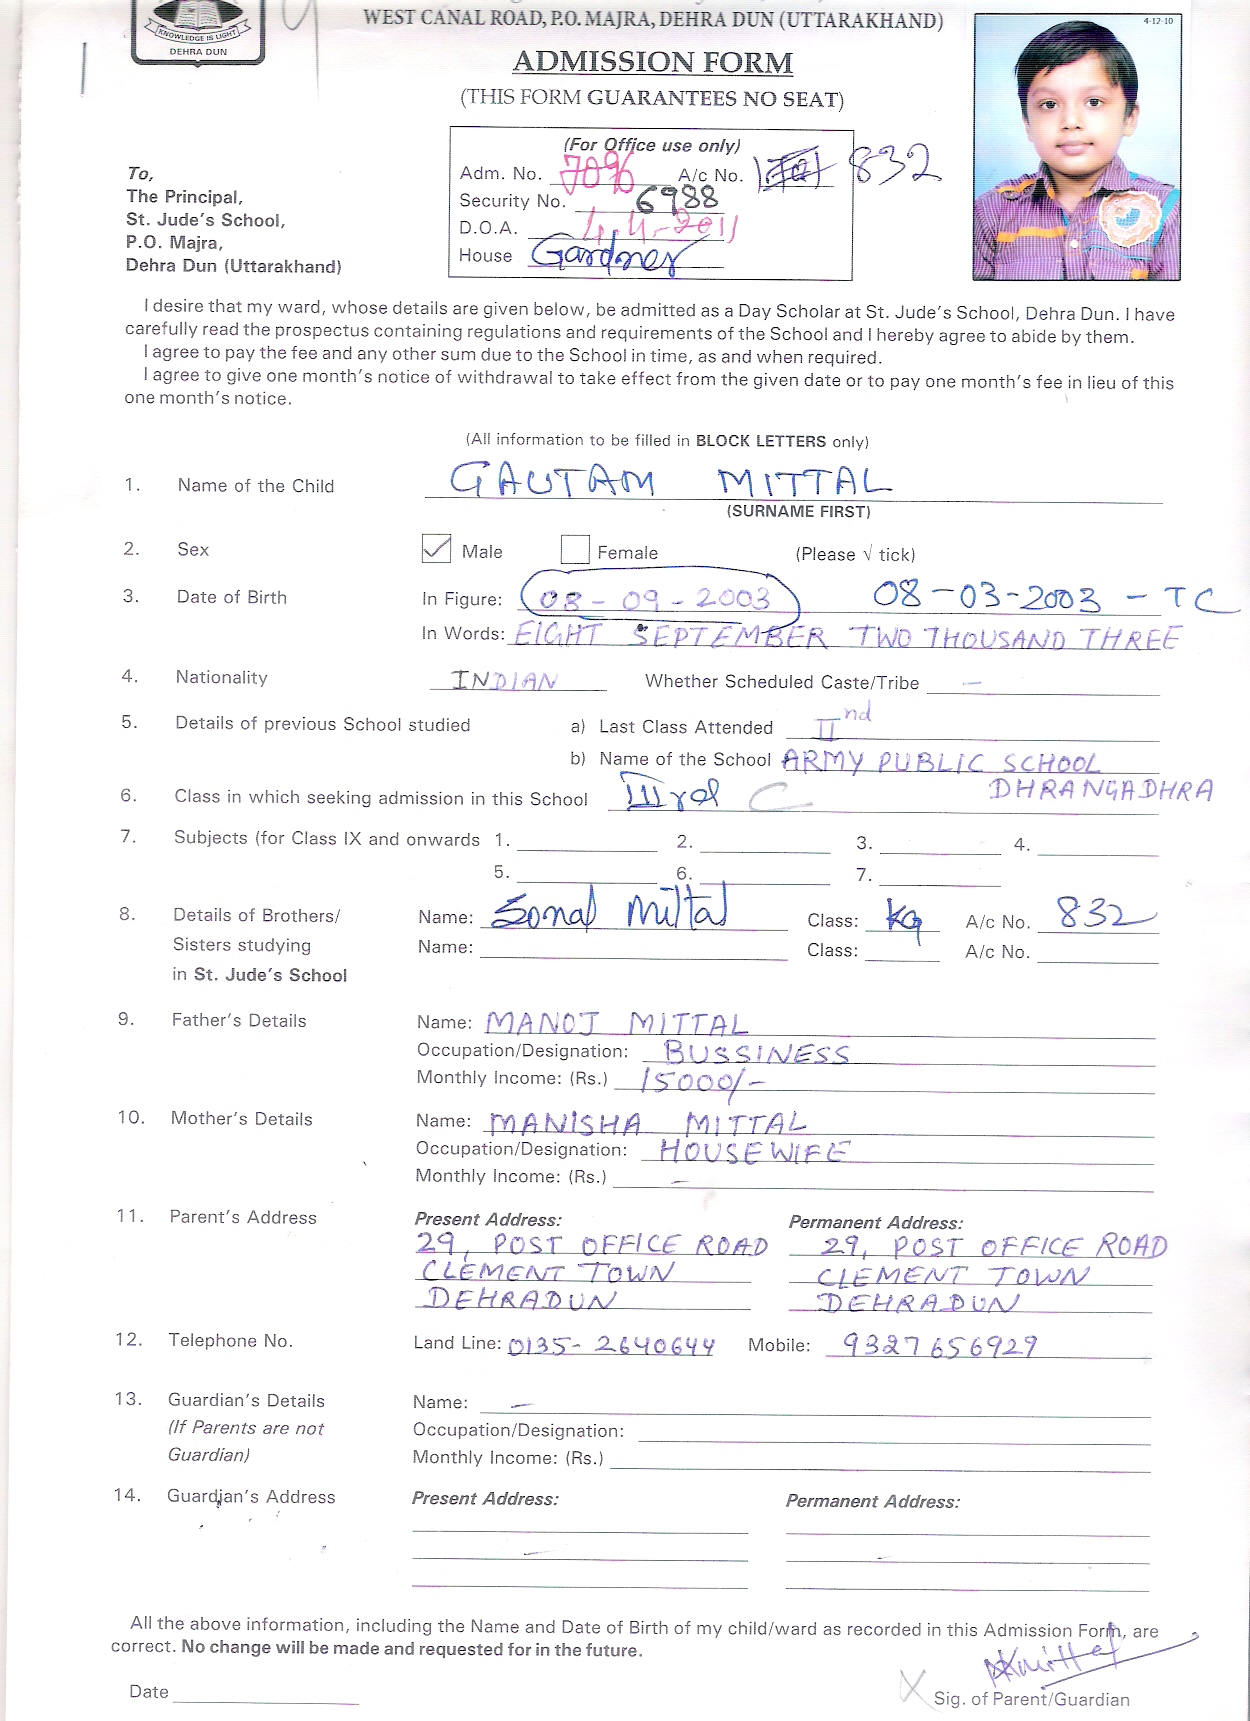 KNOWLEDGE IS LIGHT
DEHRA DUN
WEST CANAL ROAD, P.O. MAJRA, DEHRA DUN (UTTARAKHAND)
ADMISSION FORM
(THIS FORM GUARANTEES NO SEAT)
4-12-10
(For Office use only)
Adm. No. 7096 A/c No. 832
Security No. 6988
D.O.A. 4-4-2011
House Gardner
To,
The Principal,
St. Jude's School,
P.O. Majra,
Dehra Dun (Uttarakhand)
I desire that my ward, whose details are given below, be admitted as a Day Scholar at St. Jude's School, Dehra Dun. I have
carefully read the prospectus containing regulations and requirements of the School and I hereby agree to abide by them.
I agree to pay the fee and any other sum due to the School in time, as and when required.
I agree to give one month's notice of withdrawal to take effect from the given date or to pay one month's fee in lieu of this
one month's notice.
(All information to be filled in BLOCK LETTERS only)
1. Name of the Child GAUTAM MITTAL
(SURNAME FIRST)
2. Sex Male Female (Please √ tick)
3. Date of Birth In Figure: 08-09-2003 08-03-2003 - TC
In Words: EIGHT SEPTEMBER TWO THOUSAND THREE
4. Nationality INDIAN Whether Scheduled Caste/Tribe —
5. Details of previous School studied a) Last Class Attended IInd
b) Name of the School ARMY PUBLIC SCHOOL
DHRANGADHRA
6. Class in which seeking admission in this School IIIrd C
7. Subjects (for Class IX and onwards 1. 2. 3. 4.
5. 6. 7.
8. Details of Brothers/ Name: Sonal Mittal Class: KG A/c No. 832
Sisters studying Name: Class: A/c No.
in St. Jude's School
9. Father's Details Name: MANOJ MITTAL
Occupation/Designation: BUSSINESS
Monthly Income: (Rs.) 15000/-
10. Mother's Details Name: MANISHA MITTAL
Occupation/Designation: HOUSEWIFE
Monthly Income: (Rs.) —
11. Parent's Address Present Address: Permanent Address:
29, POST OFFICE ROAD 29, POST OFFICE ROAD
CLEMENT TOWN CLEMENT TOWN
DEHRADUN DEHRADUN
12. Telephone No. Land Line: 0135-2640644 Mobile: 9327656929
13. Guardian's Details Name: —
(If Parents are not Occupation/Designation:
Guardian) Monthly Income: (Rs.)
14. Guardian's Address Present Address: Permanent Address:
— —
All the above information, including the Name and Date of Birth of my child/ward as recorded in this Admission Form, are
correct. No change will be made and requested for in the future.
Date X Sig. of Parent/Guardian